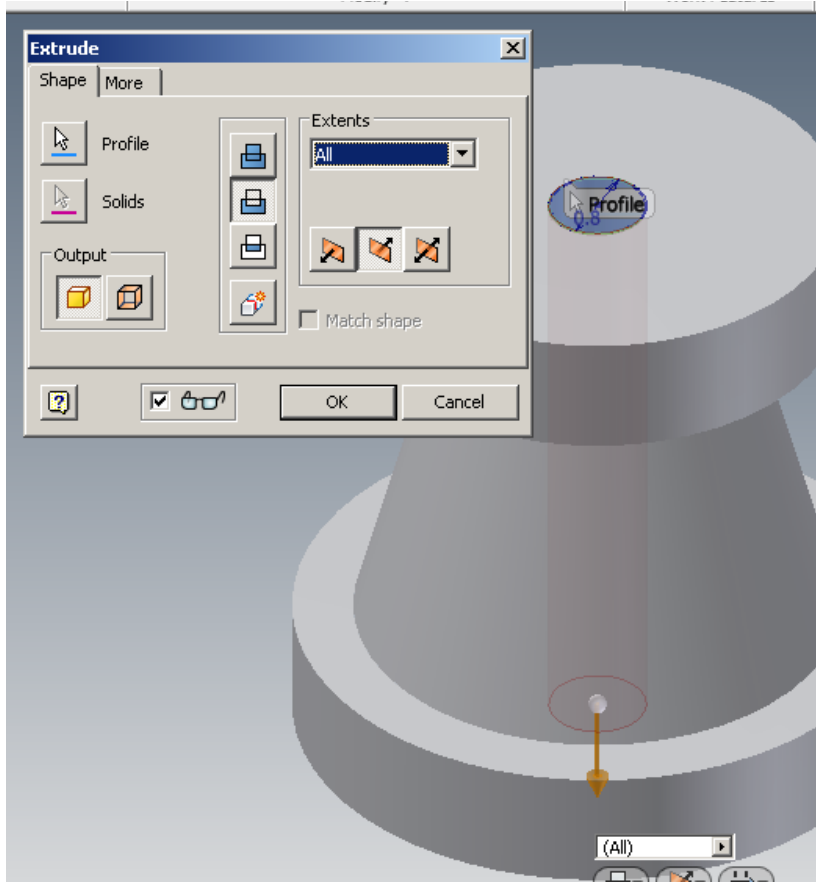 Extrude
Shape More
Profile
Solids
Output
Extents
All
Match shape
OK Cancel
Profile
0.8
(All)